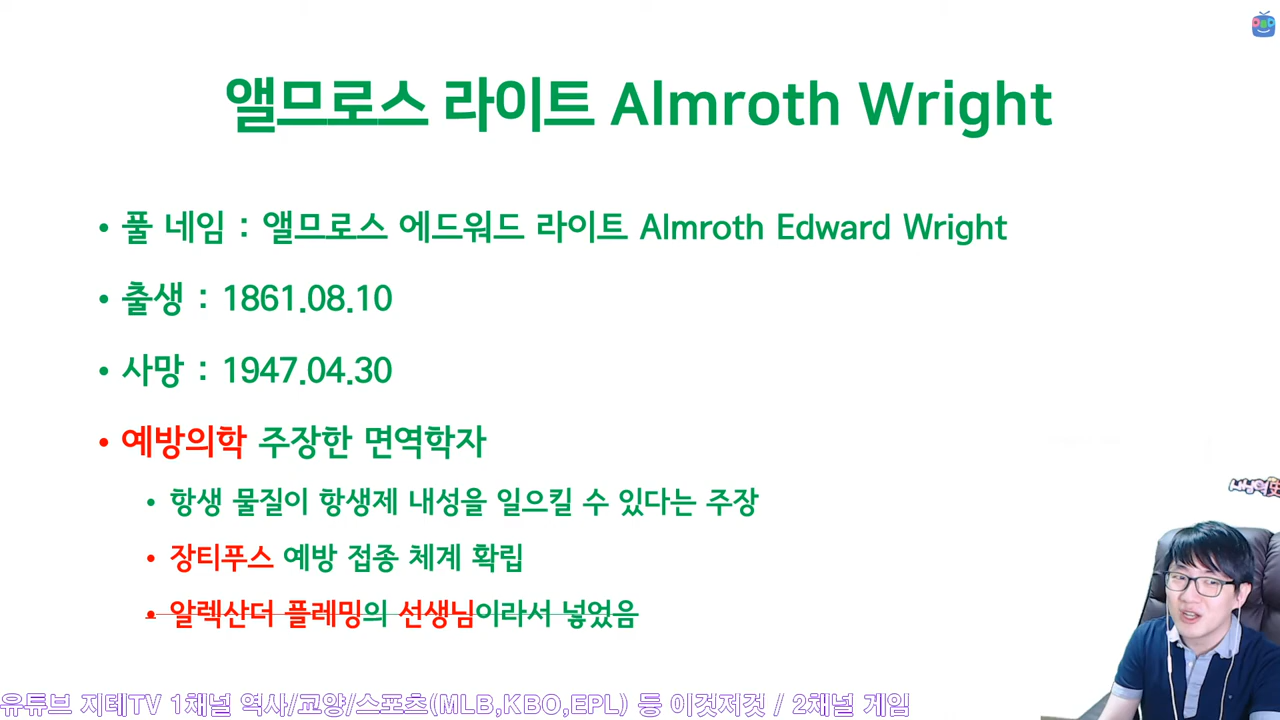 앨므로스 라이트 Almroth Wright
• 풀 네임 : 앨므로스 에드워드 라이트 Almroth Edward Wright
• 출생 : 1861.08.10
• 사망 : 1947.04.30
• 예방의학 주장한 면역학자
• 항생 물질이 항생제 내성을 일으킬 수 있다는 주장
• 장티푸스 예방 접종 체계 확립
• 알렉산더 플레밍의 선생님이라서 넣었음
유튜브 지테TV 1채널 역사/교양/스포츠(MLB,KBO,EPL) 등 이것저것 / 2채널 게임